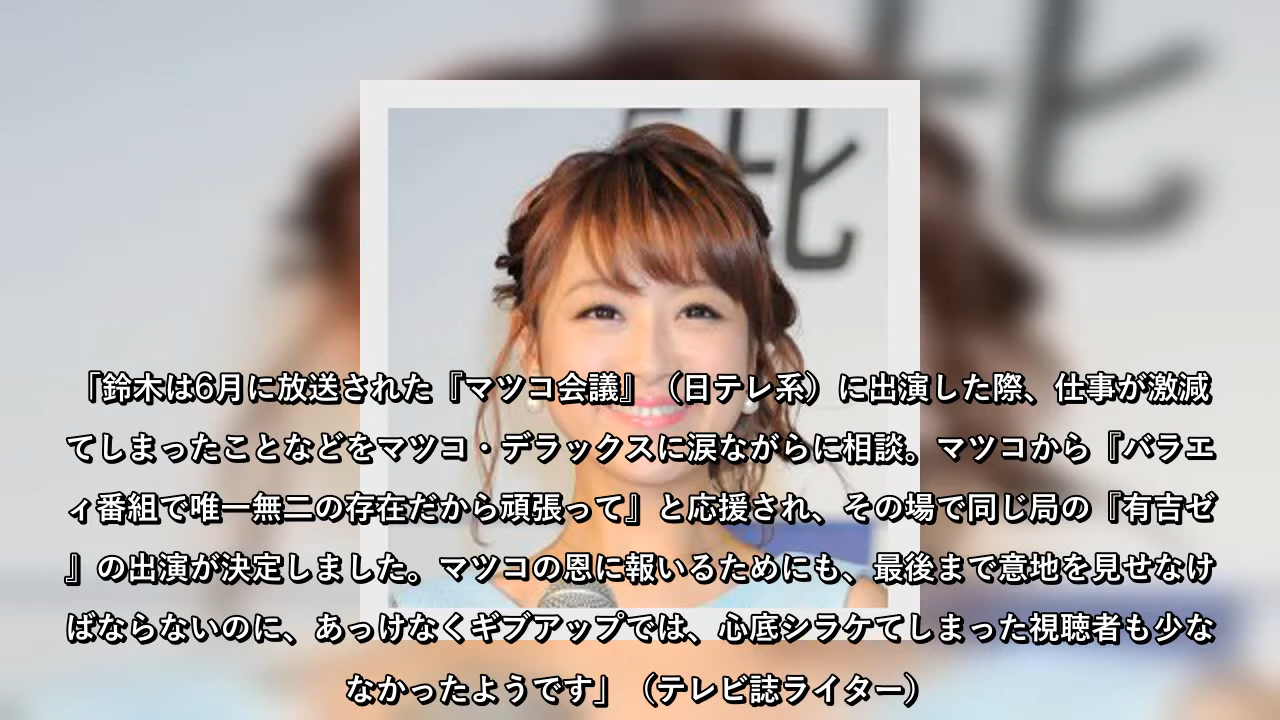 「鈴木は6月に放送された『マツコ会議』（日テレ系）に出演した際、仕事が激減
てしまったことなどをマツコ・デラックスに涙ながらに相談。マツコから『バラエ
ィ番組で唯一無二の存在だから頑張って』と応援され、その場で同じ局の『有吉ゼ
』の出演が決定しました。マツコの恩に報いるためにも、最後まで意地を見せなけ
ばならないのに、あっけなくギブアップでは、心底シラケてしまった視聴者も少な
なかったようです」（テレビ誌ライター）